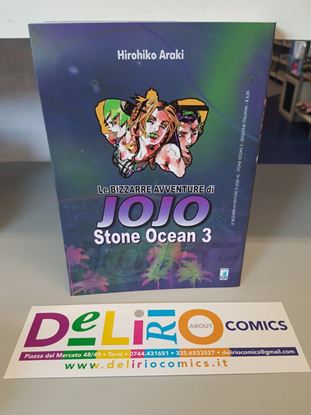 Hirohiko Araki
Le BIZZARRE AVVENTURE di
JOJO
Stone Ocean 3
DeLiRiO ABOUT COMICS
Piazza del Mercato 48/49 • Terni • 0744.431651 • 335.6533527 • deliriocomics@gmail.com
www.deliriocomics.it